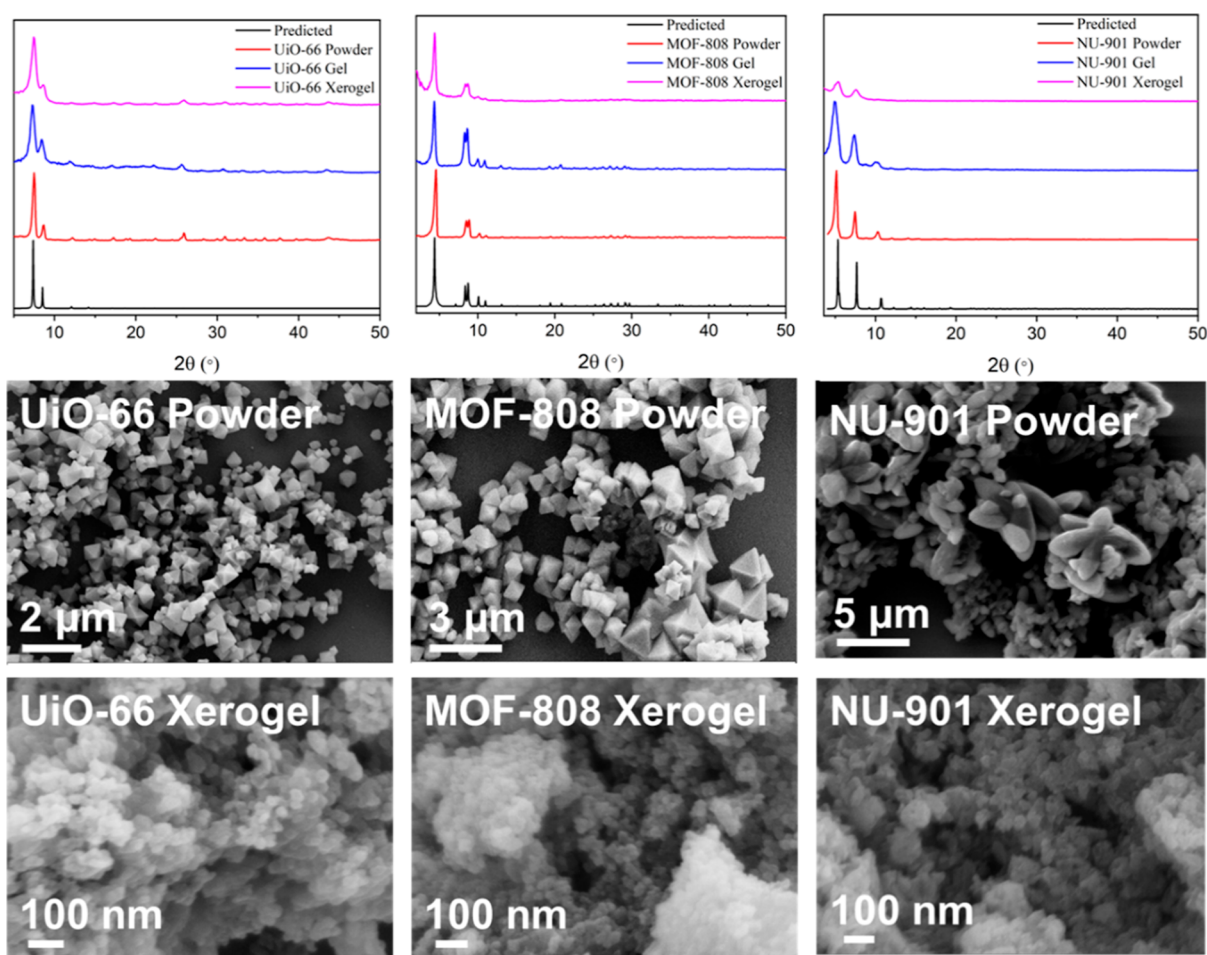 Predicted
UiO-66 Powder
UiO-66 Gel
UiO-66 Xerogel
10 20 30 40 50
2θ (°)
Predicted
MOF-808 Powder
MOF-808 Gel
MOF-808 Xerogel
10 20 30 40 50
2θ (°)
Predicted
NU-901 Powder
NU-901 Gel
NU-901 Xerogel
10 20 30 40 50
2θ (°)
UiO-66 Powder
2 µm
MOF-808 Powder
3 µm
NU-901 Powder
5 µm
UiO-66 Xerogel
100 nm
MOF-808 Xerogel
100 nm
NU-901 Xerogel
100 nm